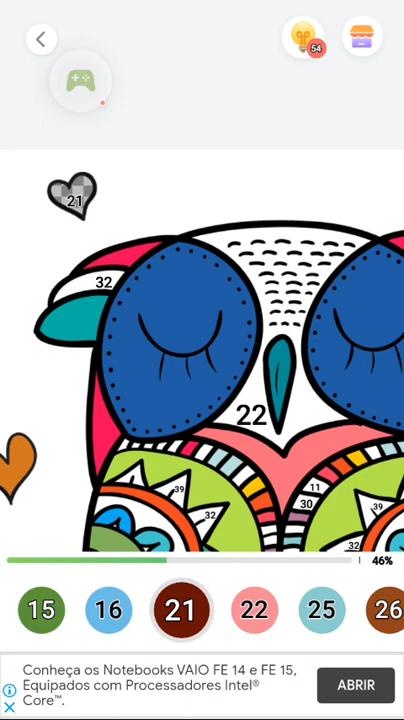 54
21
32
22
39
32
11
30
39
32
46%
15 16 21 22 25 26
Conheça os Notebooks VAIO FE 14 e FE 15,
Equipados com Processadores Intel®
Core™.
ABRIR